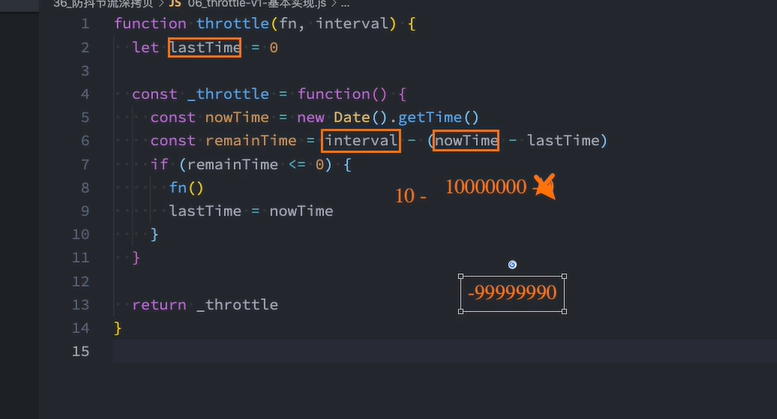 36_防抖节流深拷贝 > JS 06_throttle-v1-基本实现.js > ...
1 function throttle(fn, interval) {
2 let lastTime = 0
3
4 const _throttle = function() {
5 const nowTime = new Date().getTime()
6 const remainTime = interval - (nowTime - lastTime)
7 if (remainTime <= 0) {
8 fn()
10 - 10000000 -
9 lastTime = nowTime
10 }
11 }
12
-99999990
13 return _throttle
14 }
15